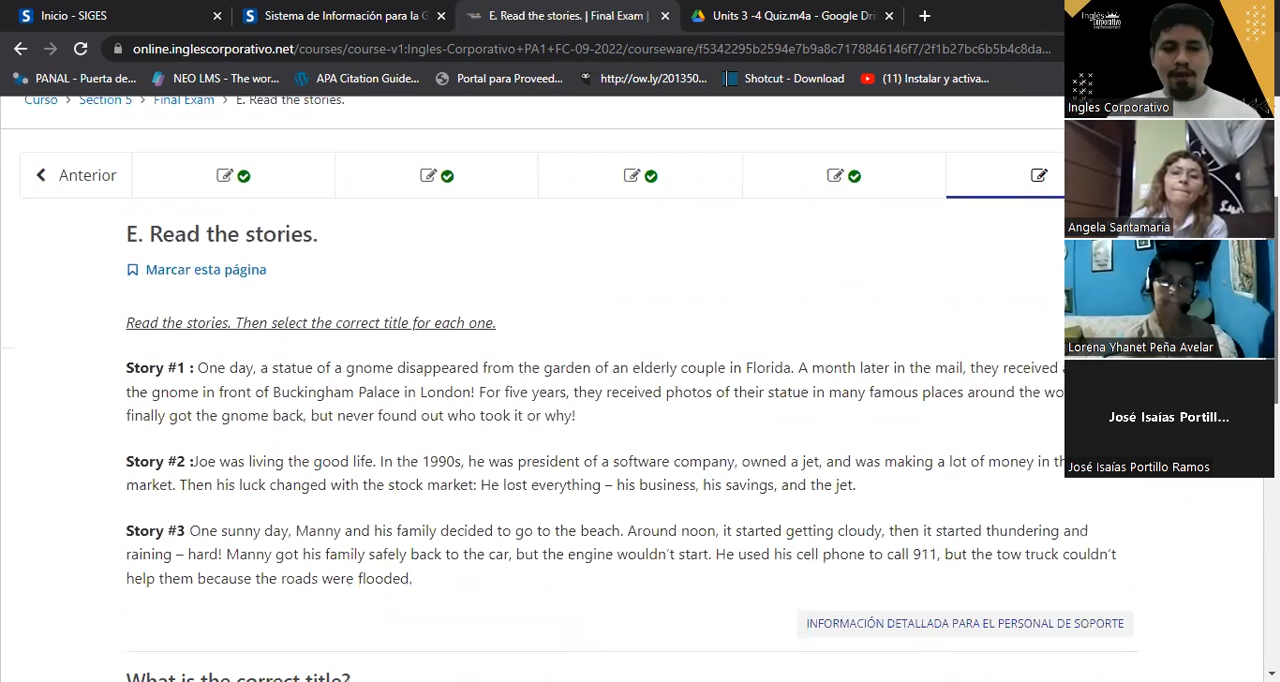 Inicio - SIGES
Sistema de Información para la G
E. Read the stories. | Final Exam |
Units 3 -4 Quiz.m4a - Google Dri
online.inglescorporativo.net/courses/course-v1:Ingles-Corporativo+PA1+FC-09-2022/courseware/f5342295b2594e7b9a8c7178846146f7/2f1b27bc6b5b4c8da...
PANAL - Puerta de...
NEO LMS - The wor...
APA Citation Guide...
Portal para Proveed...
http://ow.ly/201350...
Shotcut - Download
(11) Instalar y activa...
Curso > Section 5 > Final Exam > E. Read the stories.
Anterior
E. Read the stories.
Marcar esta página
Read the stories. Then select the correct title for each one.
Story #1 : One day, a statue of a gnome disappeared from the garden of an elderly couple in Florida. A month later in the mail, they received
the gnome in front of Buckingham Palace in London! For five years, they received photos of their statue in many famous places around the wo
finally got the gnome back, but never found out who took it or why!
Story #2 :Joe was living the good life. In the 1990s, he was president of a software company, owned a jet, and was making a lot of money in th
market. Then his luck changed with the stock market: He lost everything – his business, his savings, and the jet.
Story #3 One sunny day, Manny and his family decided to go to the beach. Around noon, it started getting cloudy, then it started thundering and
raining – hard! Manny got his family safely back to the car, but the engine wouldn't start. He used his cell phone to call 911, but the tow truck couldn't
help them because the roads were flooded.
INFORMACIÓN DETALLADA PARA EL PERSONAL DE SOPORTE
What is the correct title?
Inglés
Corporativo
Ingles Corporativo
Angela Santamaria
Lorena Yhanet Peña Avelar
José Isaías Portill...
José Isaías Portillo Ramos